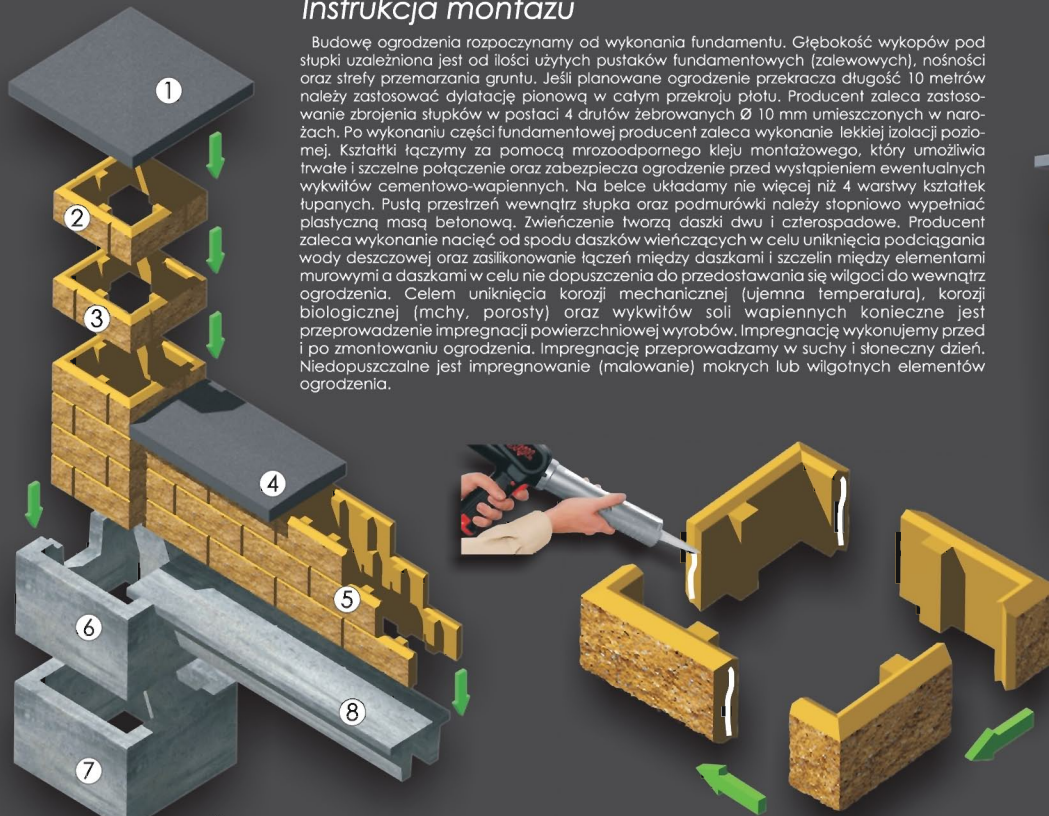 Instrukcja montażu
Budowę ogrodzenia rozpoczynamy od wykonania fundamentu. Głębokość wykopów pod
słupki uzależniona jest od ilości użytych pustaków fundamentowych (zalewowych), nośności
oraz strefy przemarzania gruntu. Jeśli planowane ogrodzenie przekracza długość 10 metrów
należy zastosować dylatację pionową w całym przekroju płotu. Producent zaleca zastoso-
wanie zbrojenia słupków w postaci 4 drutów żebrowanych Ø 10 mm umieszczonych w naro-
żach. Po wykonaniu części fundamentowej producent zaleca wykonanie lekkiej izolacji pozio-
mej. Kształtki łączymy za pomocą mrozoodpornego kleju montażowego, który umożliwia
trwałe i szczelne połączenie oraz zabezpiecza ogrodzenie przed wystąpieniem ewentualnych
wykwitów cementowo-wapiennych. Na belce układamy nie więcej niż 4 warstwy kształtek
łupanych. Pustą przestrzeń wewnątrz słupka oraz podmurówki należy stopniowo wypełniać
plastyczną masą betonową. Zwieńczenie tworzą daszki dwu i czterospadowe. Producent
zaleca wykonanie nacięć od spodu daszków wieńczących w celu uniknięcia podciągania
wody deszczowej oraz zasilikonowanie łączeń między daszkami i szczelin między elementami
murowymi a daszkami w celu nie dopuszczenia do przedostawania się wilgoci do wewnątrz
ogrodzenia. Celem uniknięcia korozji mechanicznej (ujemna temperatura), korozji
biologicznej (mchy, porosty) oraz wykwitów soli wapiennych konieczne jest
przeprowadzenie impregnacji powierzchniowej wyrobów. Impregnację wykonujemy przed
i po zmontowaniu ogrodzenia. Impregnację przeprowadzamy w suchy i słoneczny dzień.
Niedopuszczalne jest impregnowanie (malowanie) mokrych lub wilgotnych elementów
ogrodzenia.
1
2
3
4
5
6
7
8